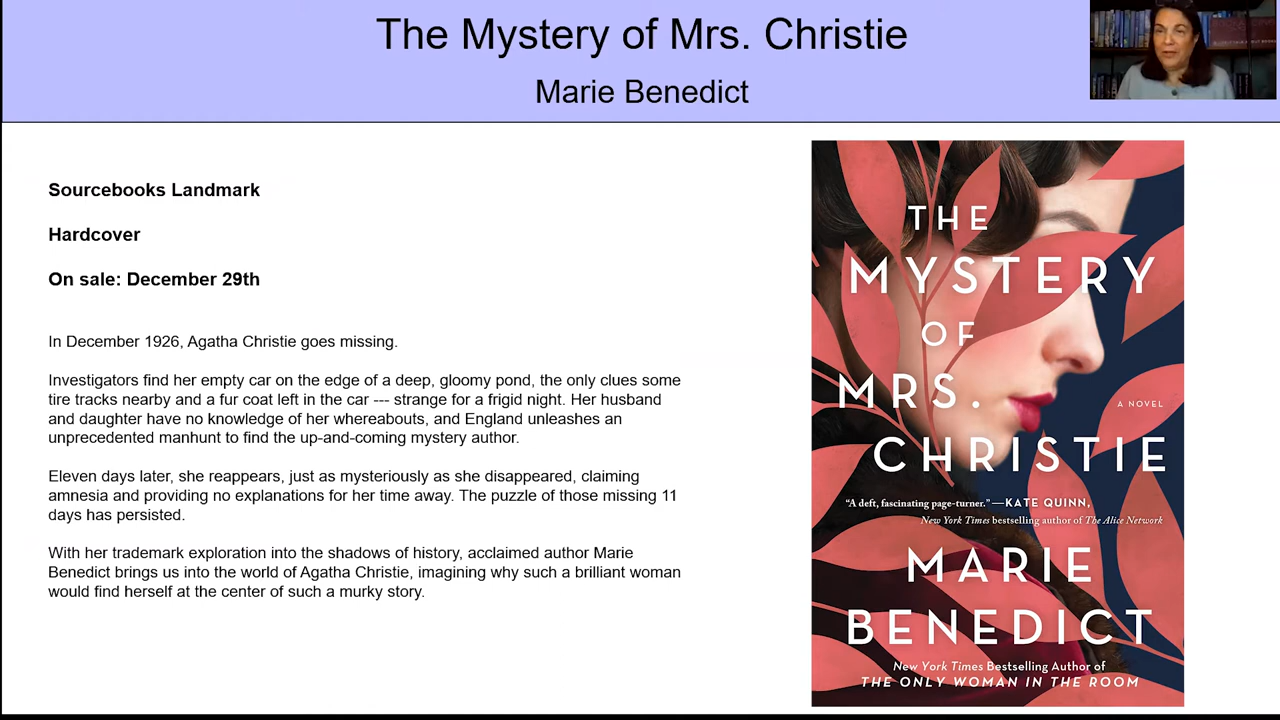 The Mystery of Mrs. Christie
Marie Benedict
Sourcebooks Landmark
Hardcover
On sale: December 29th
In December 1926, Agatha Christie goes missing.
Investigators find her empty car on the edge of a deep, gloomy pond, the only clues some
tire tracks nearby and a fur coat left in the car --- strange for a frigid night. Her husband
and daughter have no knowledge of her whereabouts, and England unleashes an
unprecedented manhunt to find the up-and-coming mystery author.
Eleven days later, she reappears, just as mysteriously as she disappeared, claiming
amnesia and providing no explanations for her time away. The puzzle of those missing 11
days has persisted.
With her trademark exploration into the shadows of history, acclaimed author Marie
Benedict brings us into the world of Agatha Christie, imagining why such a brilliant woman
would find herself at the center of such a murky story.
THE
MYSTERY
OF
MRS.
A NOVEL
CHRISTIE
“A deft, fascinating page-turner.”—KATE QUINN,
New York Times bestselling author of The Alice Network
MARIE
BENEDICT
New York Times Bestselling Author of
THE ONLY WOMAN IN THE ROOM